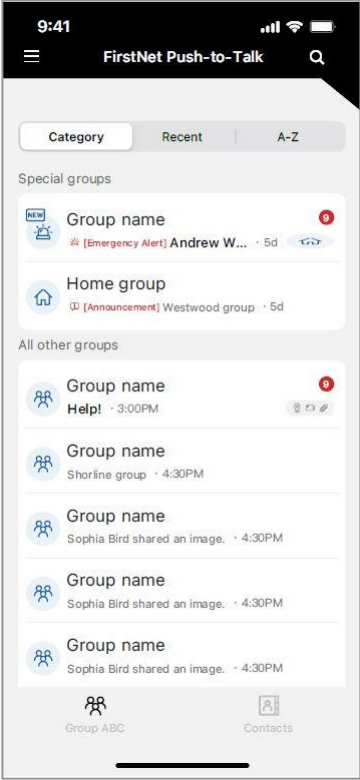 9:41
FirstNet Push-to-Talk
Category Recent A-Z
Special groups
NEW
Group name 9
[Emergency Alert] Andrew W... · 5d
Home group
[Announcement] Westwood group · 5d
All other groups
Group name 9
Help! · 3:00PM
Group name
Shorline group · 4:30PM
Group name
Sophia Bird shared an image. · 4:30PM
Group name
Sophia Bird shared an image. · 4:30PM
Group name
Sophia Bird shared an image. · 4:30PM
Group ABC Contacts